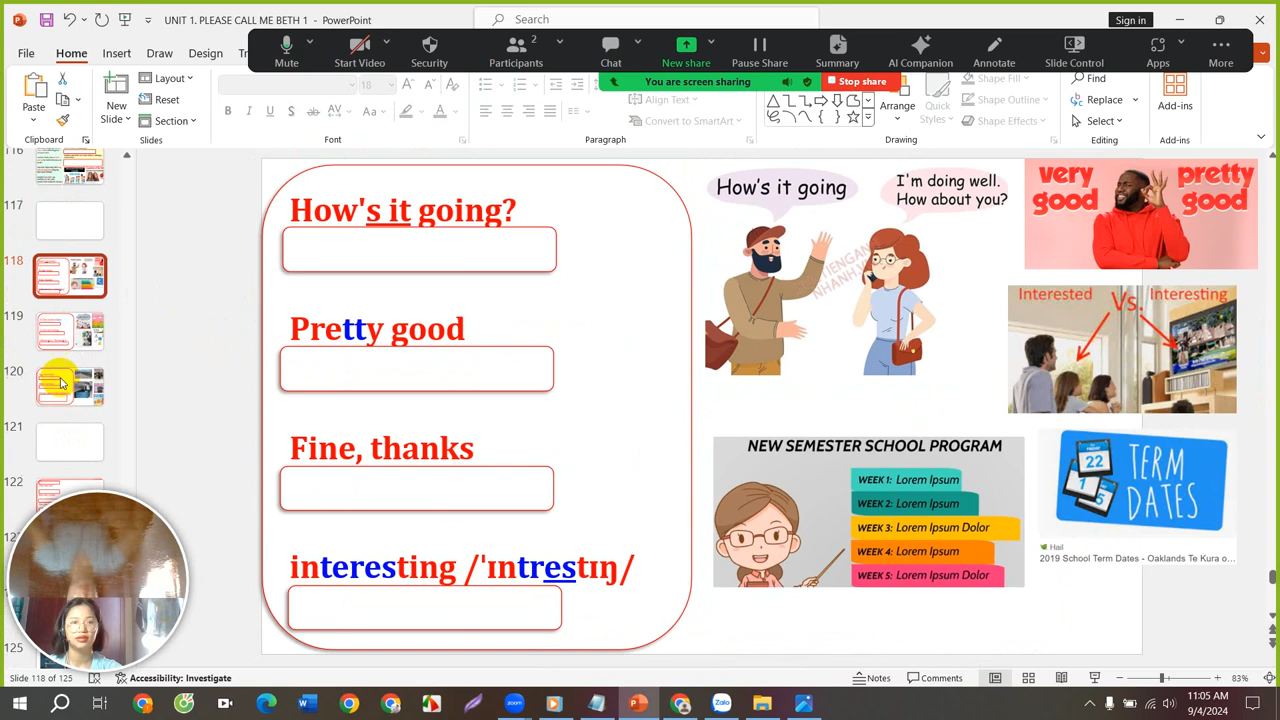 UNIT 1. PLEASE CALL ME BETH 1 - PowerPoint
Search
Sign in
File
Home
Insert
Draw
Design
Mute
Start Video
Security
Participants
2
Chat
New share
Pause Share
Summary
AI Companion
Annotate
Slide Control
Apps
More
You are screen sharing
Stop share
Paste
New
Slide
Layout
Reset
Section
18
Align Text
Convert to SmartArt
Arrange
Quick
Styles
Shape Fill
Shape Outline
Shape Effects
Find
Replace
Select
Add-ins
Clipboard
Slides
Font
Paragraph
Drawing
Editing
Add-ins
116
117
118
119
120
121
122
125
How's it going?
Pretty good
Fine, thanks
interesting /ˈɪntrestɪŋ/
How's it going
I'm doing well.
How about you?
very
good
pretty
good
Interested
Vs.
Interesting
NEW SEMESTER SCHOOL PROGRAM
WEEK 1: Lorem Ipsum
WEEK 2: Lorem Ipsum
WEEK 3: Lorem Ipsum Dolor
WEEK 4: Lorem Ipsum
WEEK 5: Lorem Ipsum Dolor
22
TERM
DATES
Hail
2019 School Term Dates - Oaklands Te Kura o...
Slide 118 of 125
Accessibility: Investigate
Notes
Comments
83%
zoom
Zalo
11:05 AM
9/4/2024